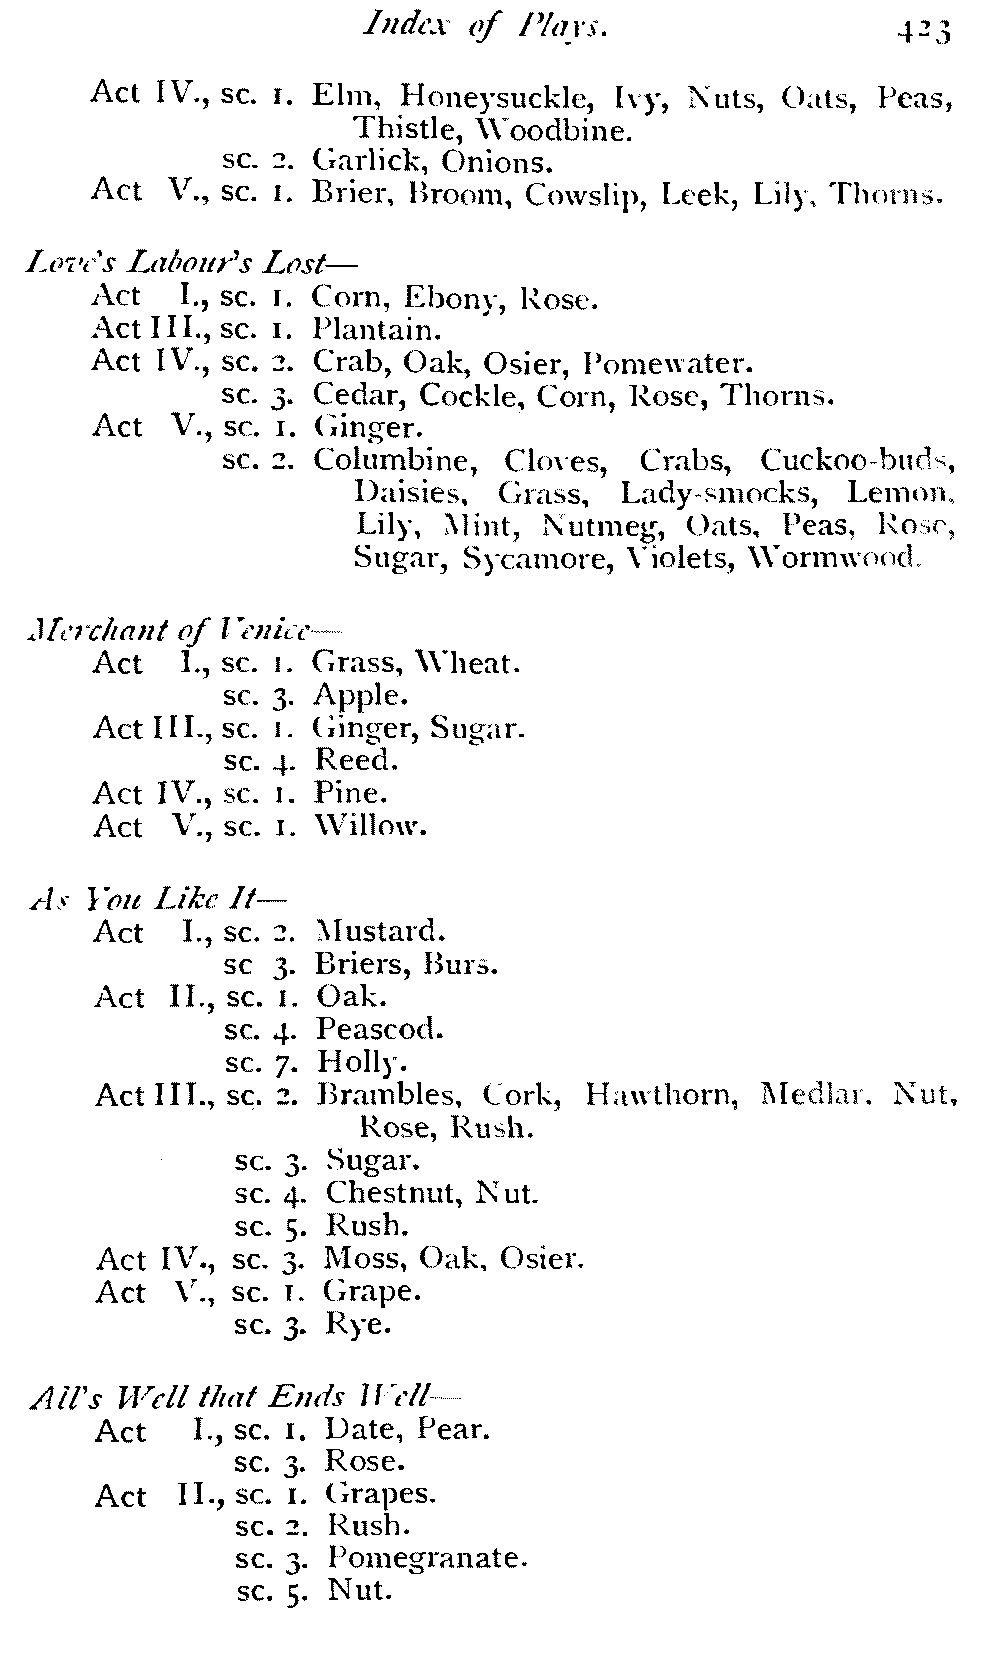 Index of Plays. 423
Act IV., sc. 1. Elm, Honeysuckle, Ivy, Nuts, Oats, Peas,
Thistle, Woodbine.
sc. 2. Garlick, Onions.
Act V., sc. 1. Brier, Broom, Cowslip, Leek, Lily, Thorns.
Love's Labour's Lost—
Act I., sc. 1. Corn, Ebony, Rose.
Act III., sc. 1. Plantain.
Act IV., sc. 2. Crab, Oak, Osier, Pomewater.
sc. 3. Cedar, Cockle, Corn, Rose, Thorns.
Act V., sc. 1. Ginger.
sc. 2. Columbine, Cloves, Crabs, Cuckoo-buds,
Daisies, Grass, Lady-smocks, Lemon,
Lily, Mint, Nutmeg, Oats, Peas, Rose,
Sugar, Sycamore, Violets, Wormwood.
Merchant of Venice—
Act I., sc. 1. Grass, Wheat.
sc. 3. Apple.
Act III., sc. 1. Ginger, Sugar.
sc. 4. Reed.
Act IV., sc. 1. Pine.
Act V., sc. 1. Willow.
As You Like It—
Act I., sc. 2. Mustard.
sc 3. Briers, Burs.
Act II., sc. 1. Oak.
sc. 4. Peascod.
sc. 7. Holly.
Act III., sc. 2. Brambles, Cork, Hawthorn, Medlar, Nut,
Rose, Rush.
sc. 3. Sugar.
sc. 4. Chestnut, Nut.
sc. 5. Rush.
Act IV., sc. 3. Moss, Oak, Osier.
Act V., sc. 1. Grape.
sc. 3. Rye.
All's Well that Ends Well—
Act I., sc. 1. Date, Pear.
sc. 3. Rose.
Act II., sc. 1. Grapes.
sc. 2. Rush.
sc. 3. Pomegranate.
sc. 5. Nut.